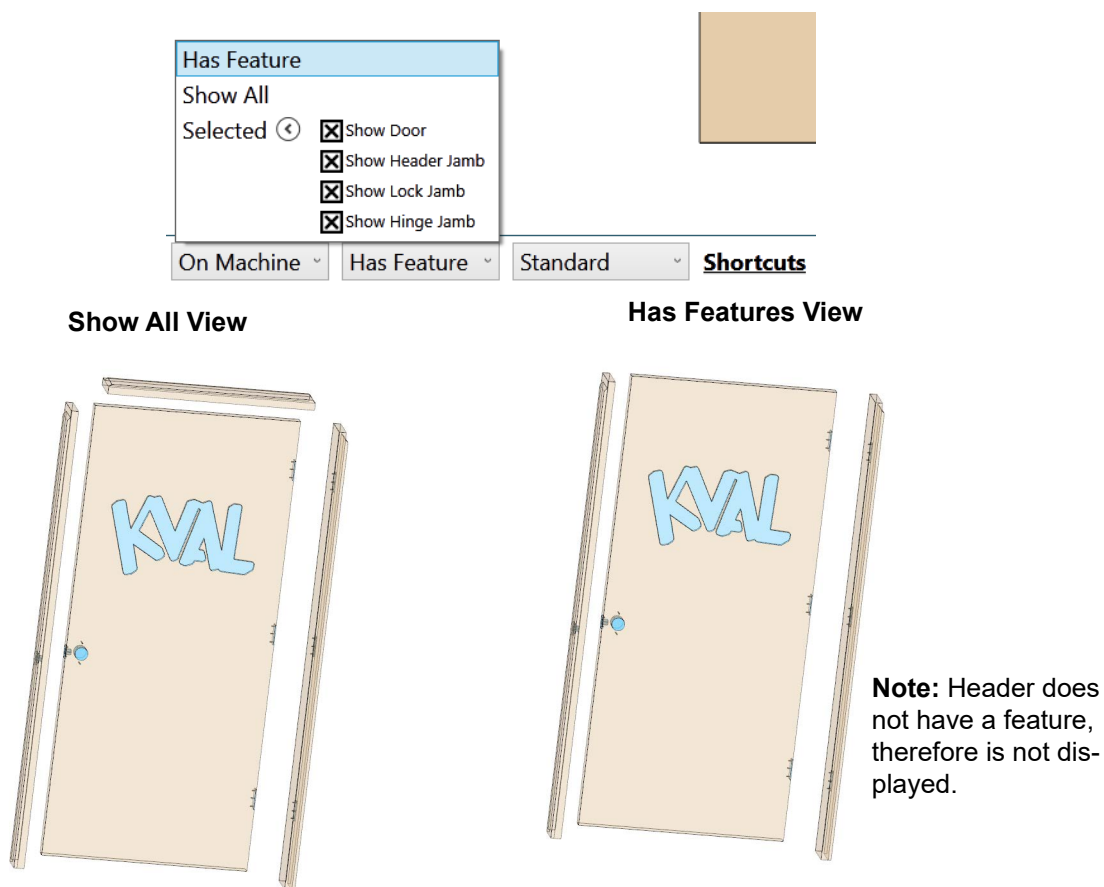 Has Feature
Show All
Selected
Show Door
Show Header Jamb
Show Lock Jamb
Show Hinge Jamb
On Machine
Has Feature
Standard
Shortcuts
Show All View
Has Features View
KVAL
KVAL
Note: Header does
not have a feature,
therefore is not dis-
played.